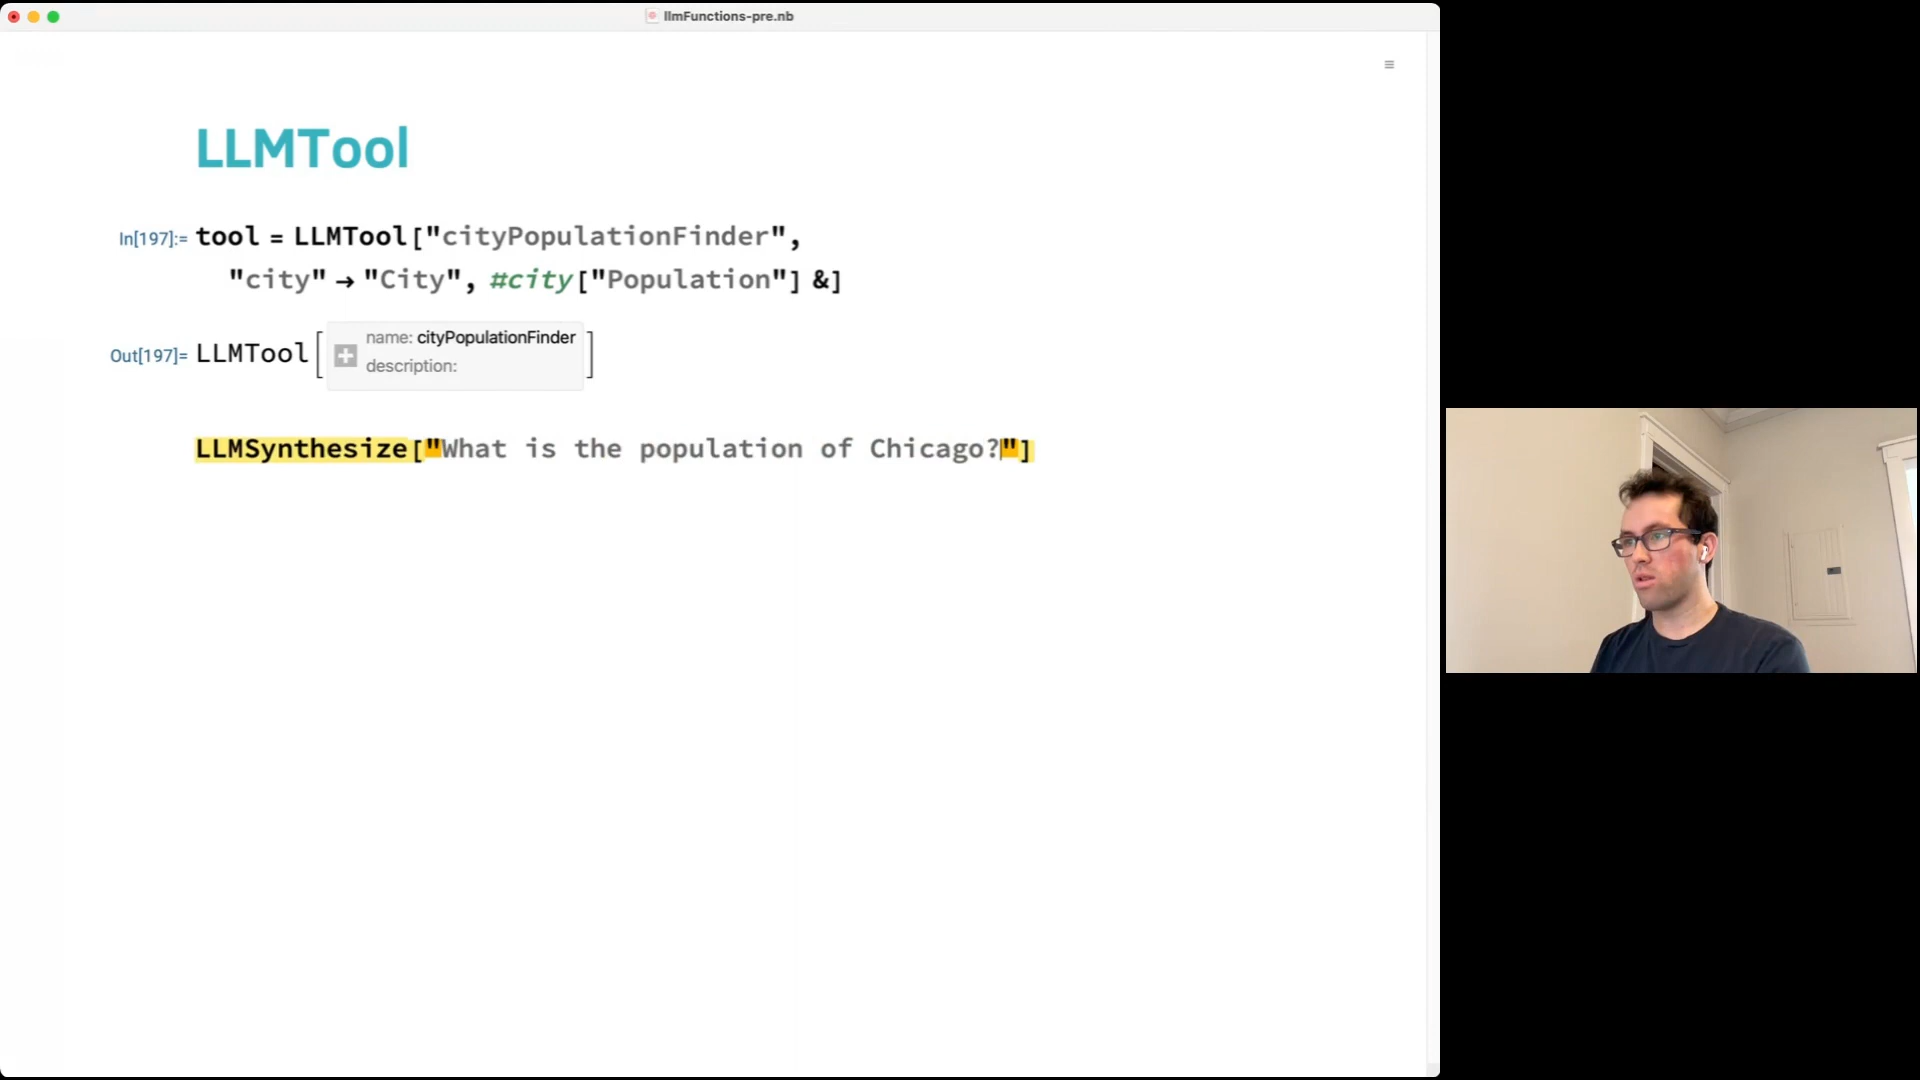 llmFunctions-pre.nb
LLMTool
In[197]:= tool = LLMTool["cityPopulationFinder",
"city" → "City", #city["Population"] &]
Out[197]= LLMTool[ name: cityPopulationFinder
description: ]
LLMSynthesize["What is the population of Chicago?"]